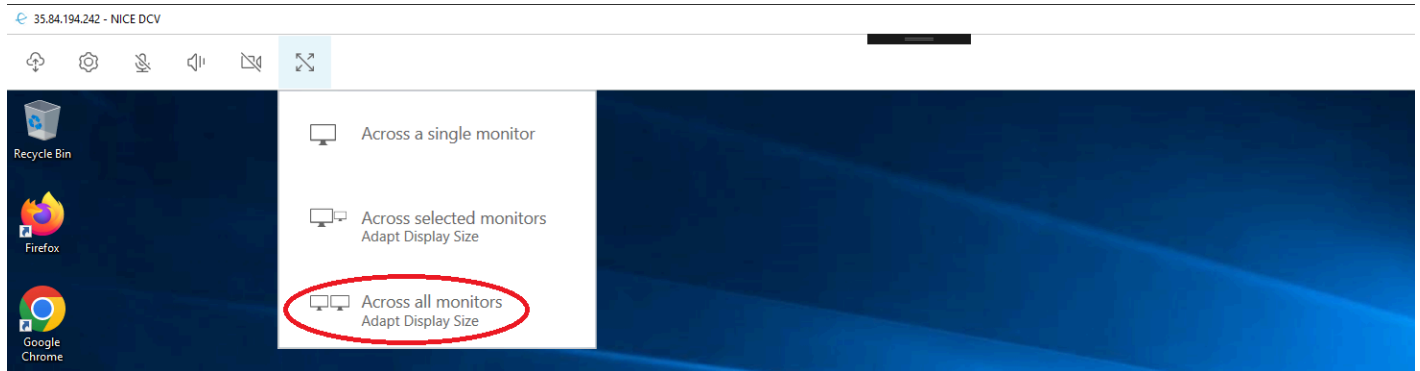 35.84.194.242 - NICE DCV
Recycle Bin
Across a single monitor
Across selected monitors
Adapt Display Size
Firefox
Across all monitors
Adapt Display Size
Google
Chrome